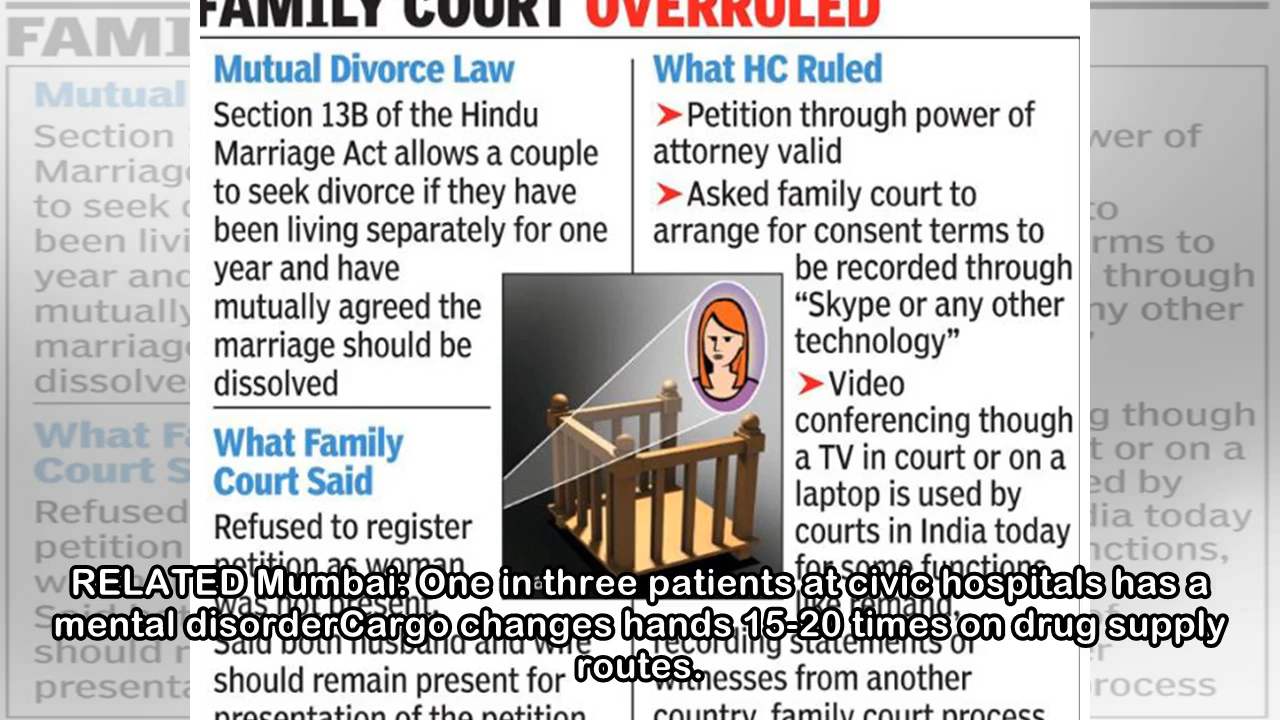 FAMILY COURT OVERRULED
Mutual Divorce Law
Section 13B of the Hindu
Marriage Act allows a couple
to seek divorce if they have
been living separately for one
year and have
mutually agreed the
marriage should be
dissolved
What Family
Court Said
Refused to register
petition as woman
was not present.
Said both husband and wife
should remain present for
presentation of the petition
What HC Ruled
➤Petition through power of
attorney valid
➤Asked family court to
arrange for consent terms to
be recorded through
“Skype or any other
technology”
➤Video
conferencing though
a TV in court or on a
laptop is used by
courts in India today
for some functions,
like remand,
recording statements of
witnesses from another
country, family court process
RELATED Mumbai: One in three patients at civic hospitals has a
mental disorderCargo changes hands 15-20 times on drug supply
routes.